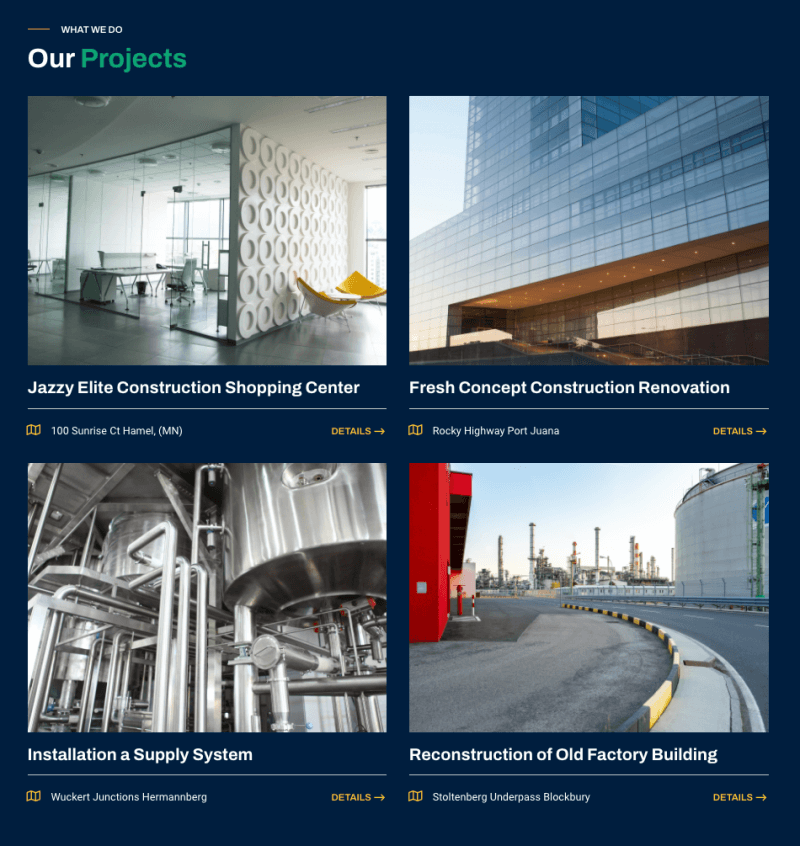 WHAT WE DO
Our Projects
Jazzy Elite Construction Shopping Center
100 Sunrise Ct Hamel, (MN)
DETAILS →
Fresh Concept Construction Renovation
Rocky Highway Port Juana
DETAILS →
Installation a Supply System
Wuckert Junctions Hermannberg
DETAILS →
Reconstruction of Old Factory Building
Stoltenberg Underpass Blockbury
DETAILS →